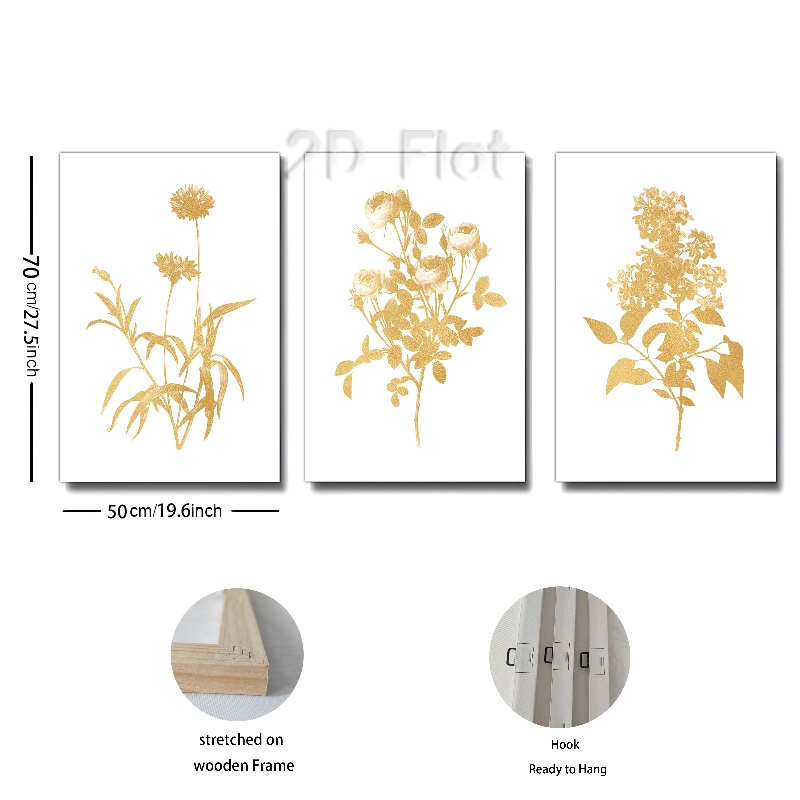 2D Flat
70 cm/27.5inch
50 cm/19.6inch
stretched on
wooden Frame
Hook
Ready to Hang